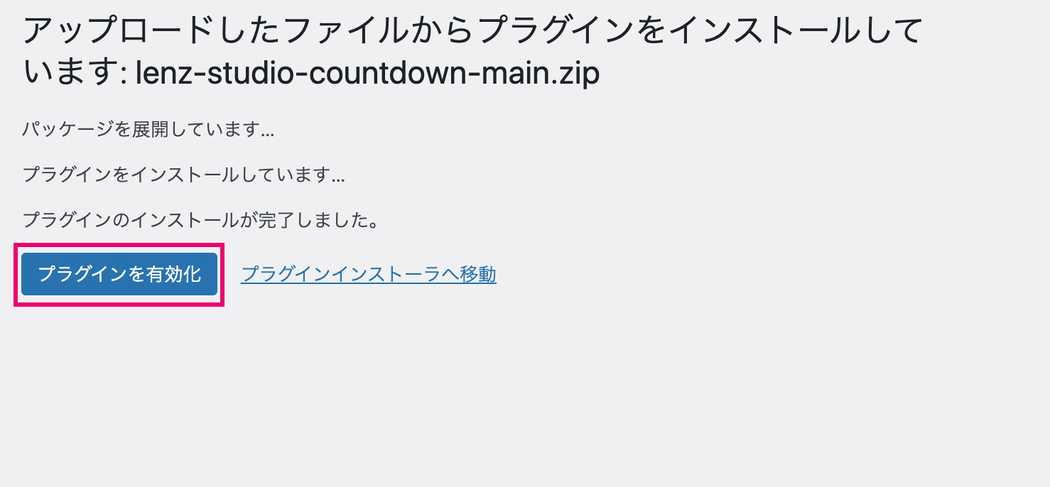 アップロードしたファイルからプラグインをインストールして
います: lenz-studio-countdown-main.zip
パッケージを展開しています…
プラグインをインストールしています…
プラグインのインストールが完了しました。
プラグインを有効化 プラグインインストーラへ移動